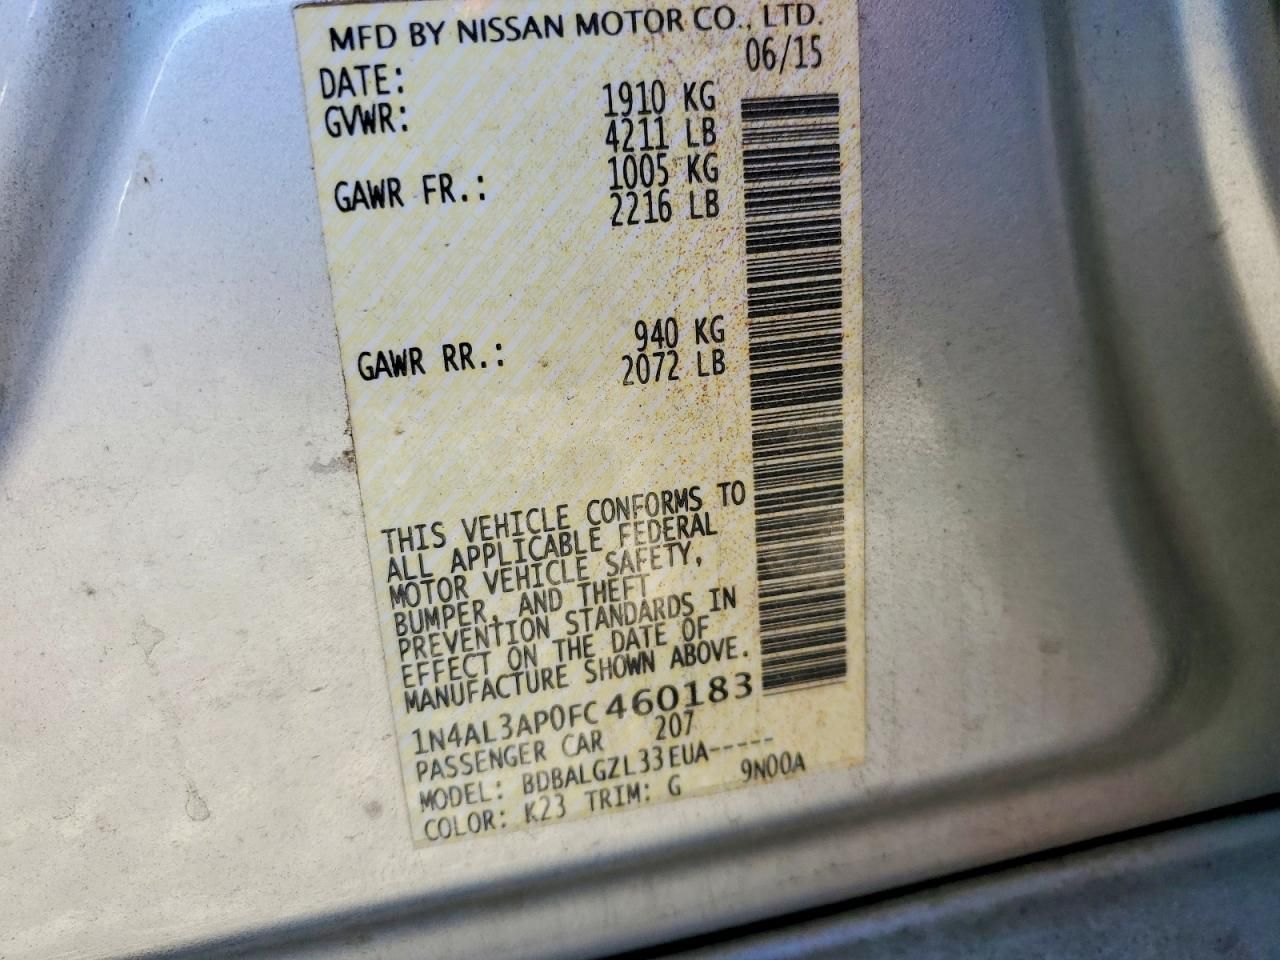 MFD BY NISSAN MOTOR CO., LTD.
DATE: 06/15
GVWR: 1910 KG
4211 LB
GAWR FR.: 1005 KG
2216 LB
GAWR RR.: 940 KG
2072 LB
THIS VEHICLE CONFORMS TO
ALL APPLICABLE FEDERAL
MOTOR VEHICLE SAFETY,
BUMPER, AND THEFT
PREVENTION STANDARDS IN
EFFECT ON THE DATE OF
MANUFACTURE SHOWN ABOVE.
1N4AL3AP0FC460183
PASSENGER CAR 207
MODEL: BDBALGZL33EUA-----
COLOR: K23 TRIM: G 9N00A